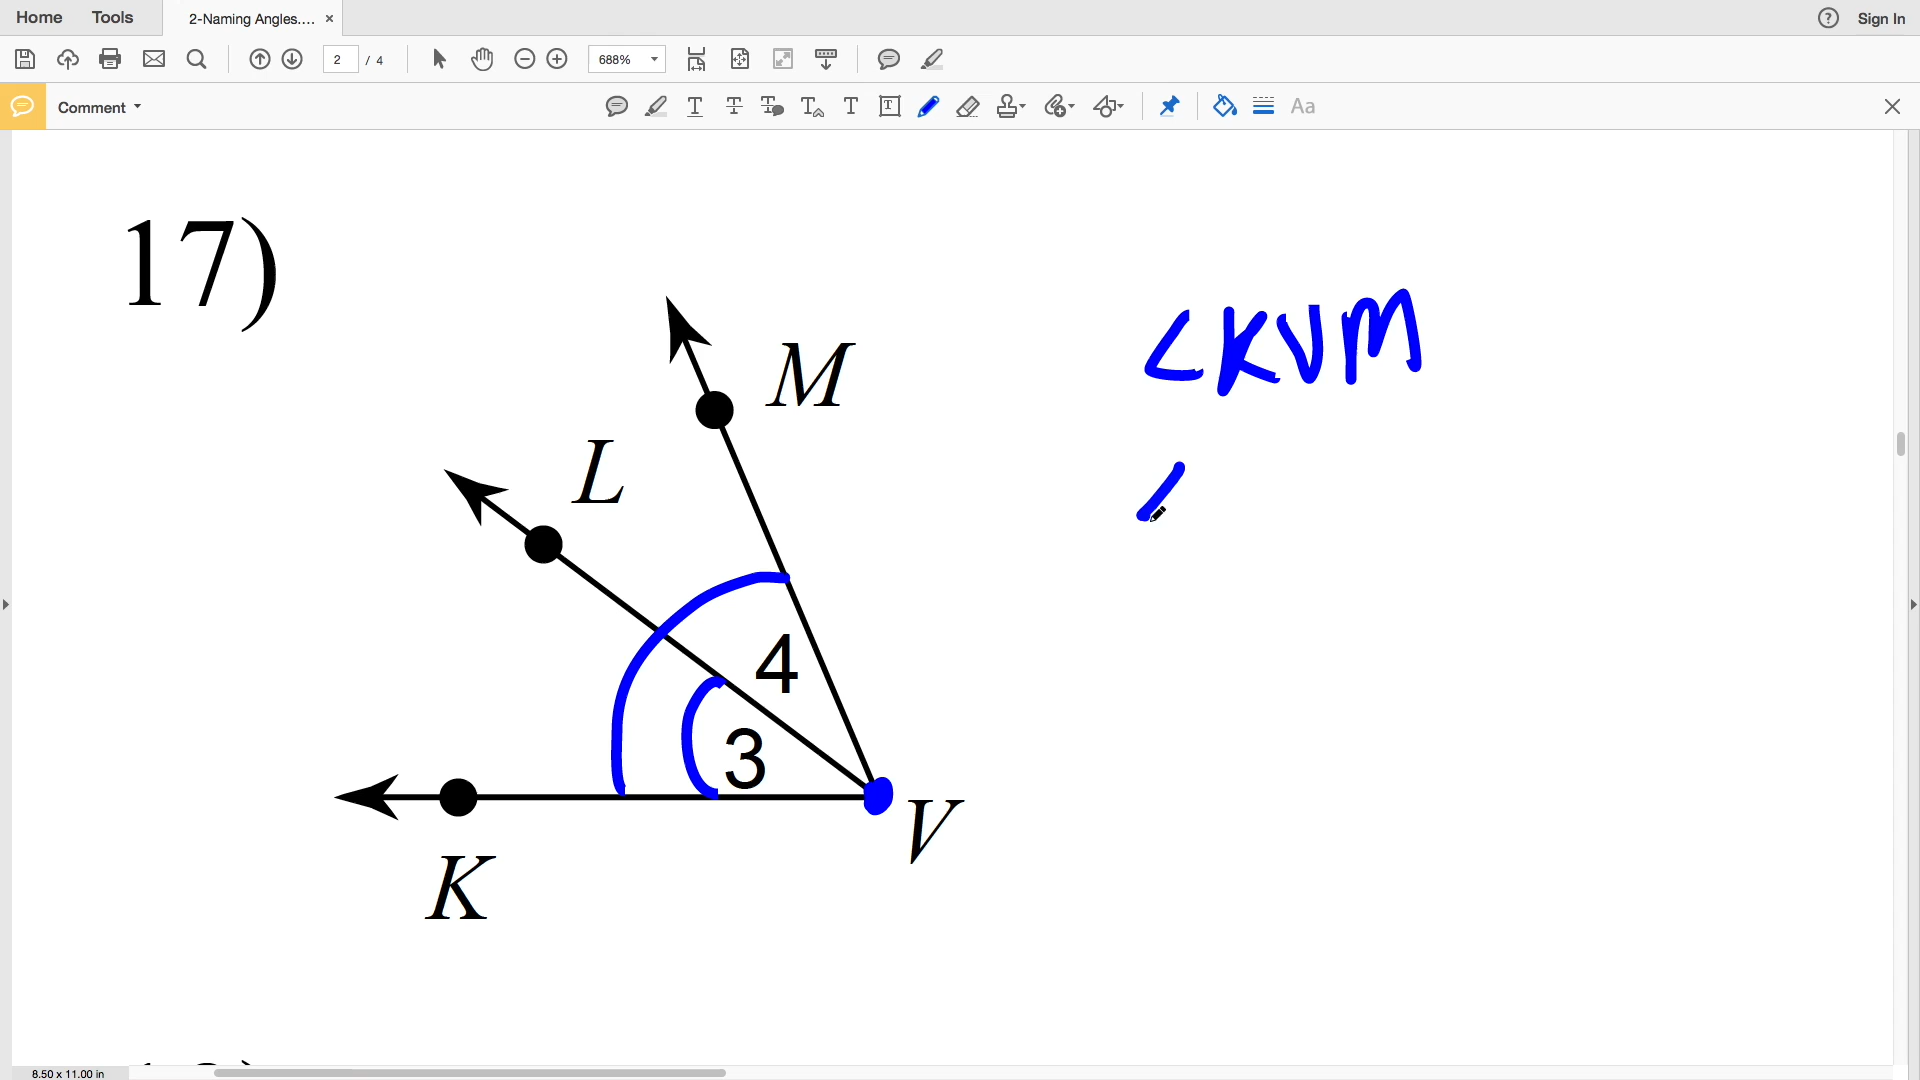 Home Tools 2-Naming Angles.... × ? Sign In
2 / 4 688%
Comment T T T T T T Aa
17)
M
∠KVM
L
4
3
V
K
8.50 x 11.00 in